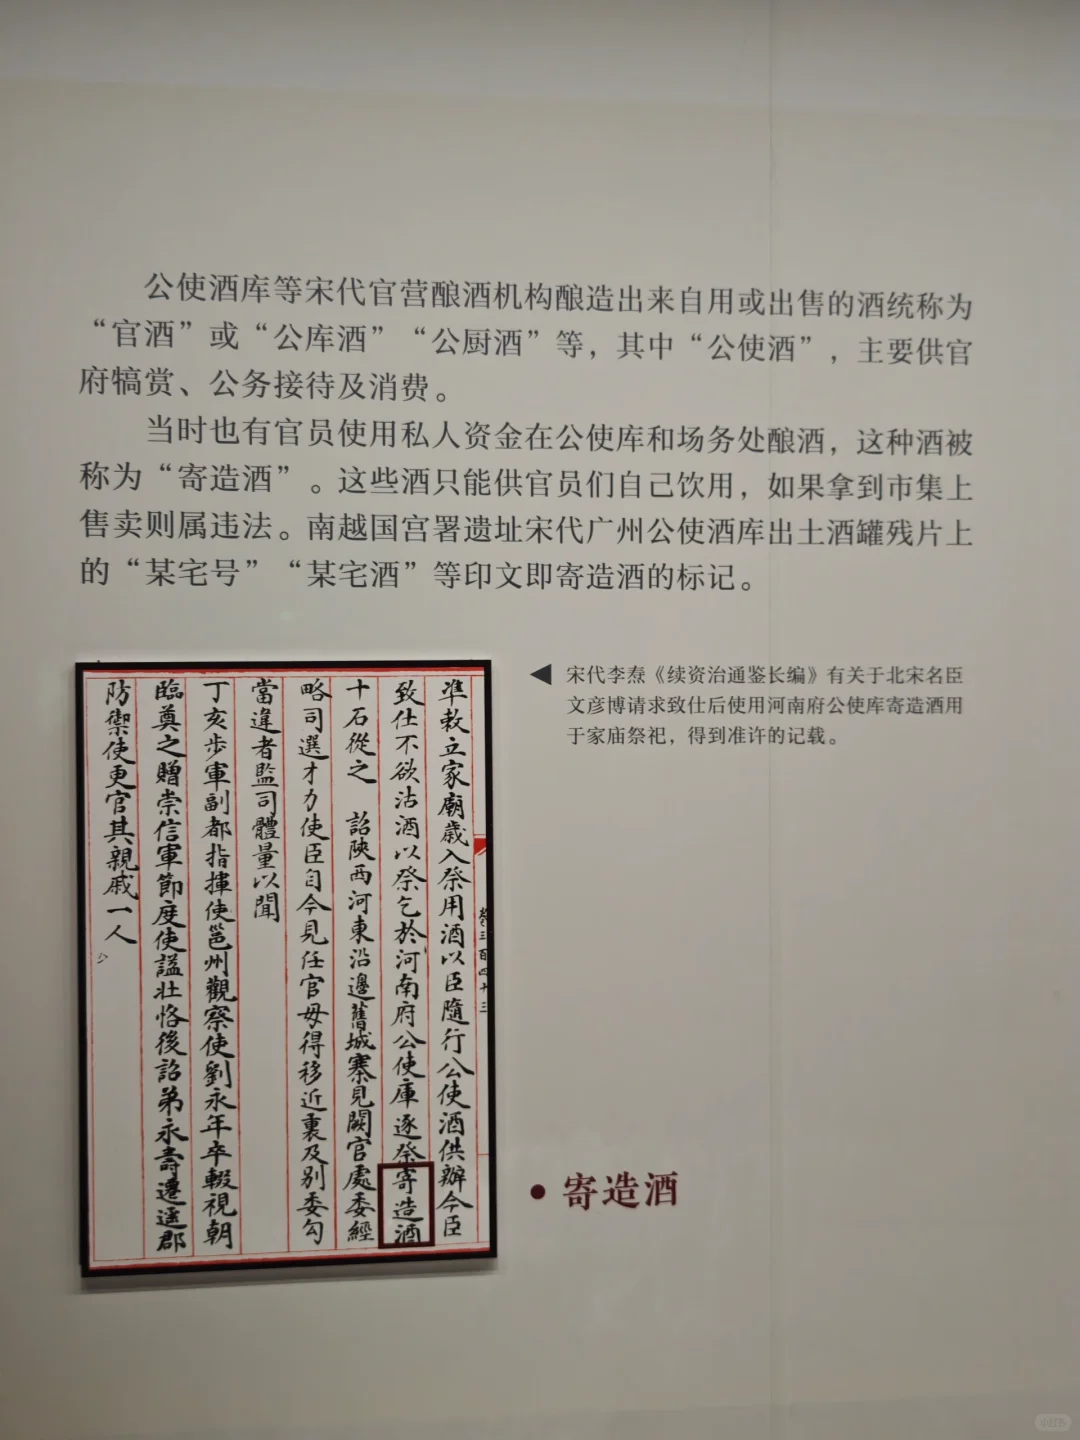 公使酒库等宋代官营酿酒机构酿造出来自用或出售的酒统称为
“官酒”或“公库酒”“公厨酒”等，其中“公使酒”，主要供官
府犒赏、公务接待及消费。
当时也有官员使用私人资金在公使库和场务处酿酒，这种酒被
称为“寄造酒”。这些酒只能供官员们自己饮用，如果拿到市集上
售卖则属违法。南越国宫署遗址宋代广州公使酒库出土酒罐残片上
的“某宅号”“某宅酒”等印文即寄造酒的标记。
宋代李焘《续资治通鉴长编》有关于北宋名臣
文彦博请求致仕后使用河南府公使库寄造酒用
于家庙祭祀，得到准许的记载。
卷三百四十三
準敕立家廟歲入祭用酒以臣隨行公使酒供辦今臣
致仕不欲沽酒以祭乞於河南府公使庫逐祭寄造酒
十石從之 詔陝西河東沿邊舊城寨見闕官處委經
略司選才力使臣自今見任官毋得移近裏及別委勾
當違者監司體量以聞
丁亥步軍副都指揮使邕州觀察使劉永年卒輟視朝
臨奠之贈崇信軍節度使諡壯恪後詔弟永壽遷遥郡
防禦使更官其親戚一人
寄造酒
小红书